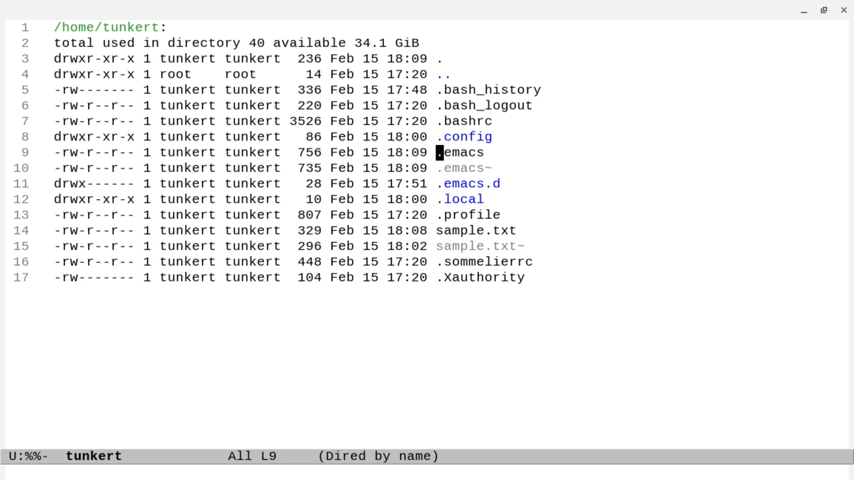 1 /home/tunkert:
2 total used in directory 40 available 34.1 GiB
3 drwxr-xr-x 1 tunkert tunkert 236 Feb 15 18:09 .
4 drwxr-xr-x 1 root root 14 Feb 15 17:20 ..
5 -rw------- 1 tunkert tunkert 336 Feb 15 17:48 .bash_history
6 -rw-r--r-- 1 tunkert tunkert 220 Feb 15 17:20 .bash_logout
7 -rw-r--r-- 1 tunkert tunkert 3526 Feb 15 17:20 .bashrc
8 drwxr-xr-x 1 tunkert tunkert 86 Feb 15 18:00 .config
9 -rw-r--r-- 1 tunkert tunkert 756 Feb 15 18:09 .emacs
10 -rw-r--r-- 1 tunkert tunkert 735 Feb 15 18:09 .emacs~
11 drwx------ 1 tunkert tunkert 28 Feb 15 17:51 .emacs.d
12 drwxr-xr-x 1 tunkert tunkert 10 Feb 15 18:00 .local
13 -rw-r--r-- 1 tunkert tunkert 807 Feb 15 17:20 .profile
14 -rw-r--r-- 1 tunkert tunkert 329 Feb 15 18:08 sample.txt
15 -rw-r--r-- 1 tunkert tunkert 296 Feb 15 18:02 sample.txt~
16 -rw-r--r-- 1 tunkert tunkert 448 Feb 15 17:20 .sommelierrc
17 -rw------- 1 tunkert tunkert 104 Feb 15 17:20 .Xauthority
U:%%- tunkert All L9 (Dired by name)